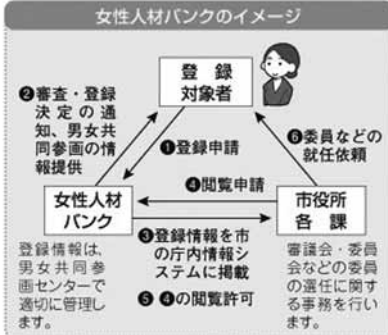 女性人材バンクのイメージ
登録
対象者
❷審査・登録
決定の通
知、男女共
同参画の情
報提供
❶登録申請
❻委員などの
就任依頼
❹閲覧申請
女性人材
バンク
市役所
各課
❸登録情報を市
の庁内情報シ
ステムに掲載
❺❹の閲覧許可
登録情報は、
男女共同参
画センターで
適切に管理し
ます。
審議会・委員
会などの委員
の選任に関す
る事務を行い
ます。